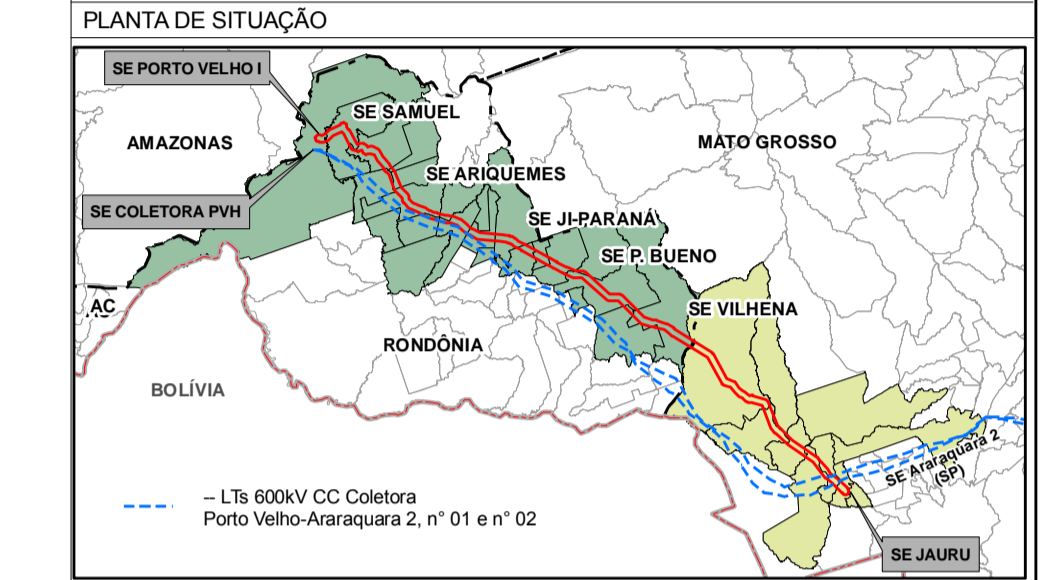 PLANTA DE SITUAÇÃO
SE PORTO VELHO I
SE SAMUEL
AMAZONAS
MATO GROSSO
SE ARIQUEMES
SE COLETORA PVH
SE JI-PARANÁ
SE P. BUENO
AC
SE VILHENA
RONDÔNIA
BOLÍVIA
SE Araraquara 2
(SP)
-- LTs 600kV CC Coletora
Porto Velho-Araraquara 2, n° 01 e n° 02
SE JAURU